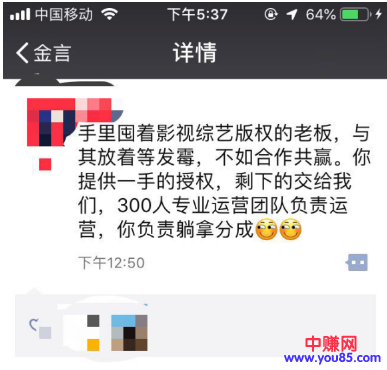 中国移动 下午5:37 64%
金言 详情
手里囤着影视综艺版权的老板，与
其放着等发霉，不如合作共赢。你
提供一手的授权，剩下的交给我
们，300人专业运营团队负责运
营，你负责躺拿分成
下午12:50
中赚网
www.you85.com